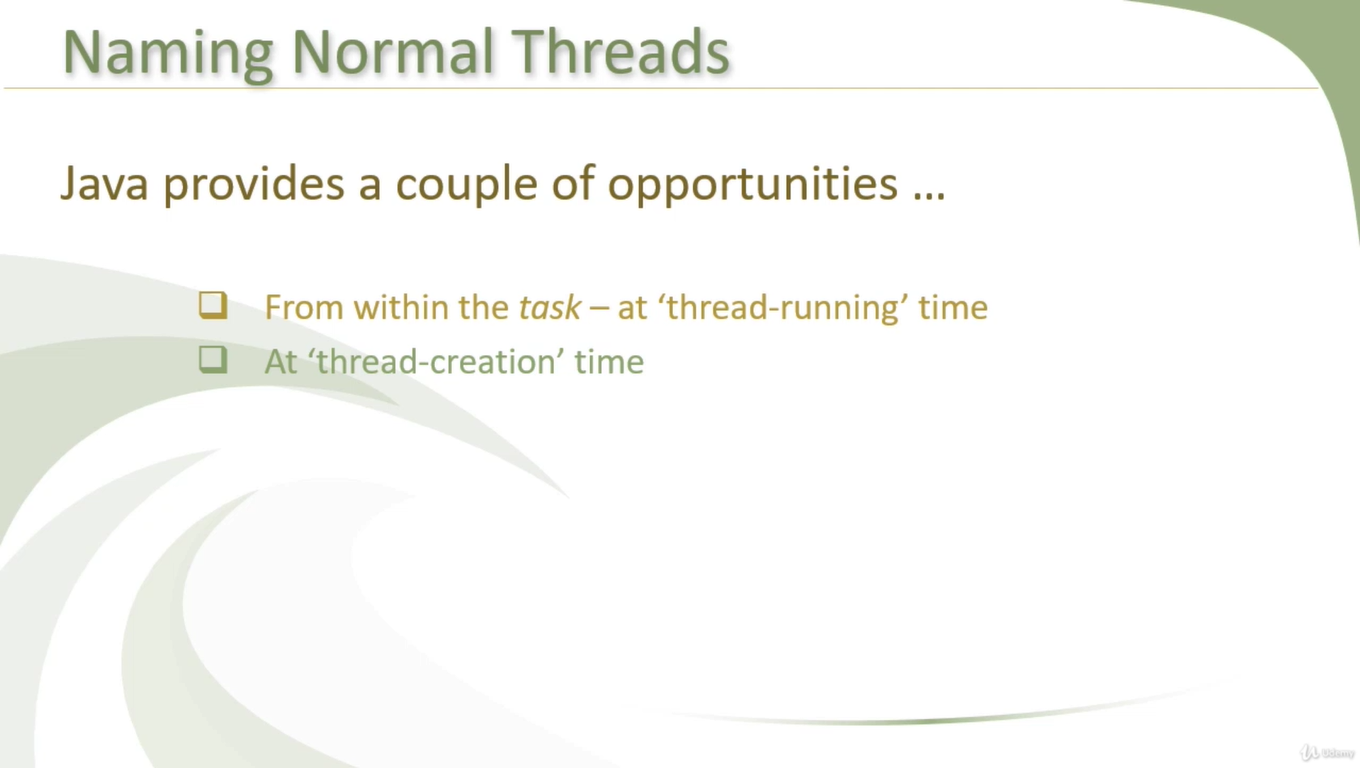 Naming Normal Threads
Java provides a couple of opportunities …
❑ From within the task – at ‘thread-running’ time
❑ At ‘thread-creation’ time
Udemy